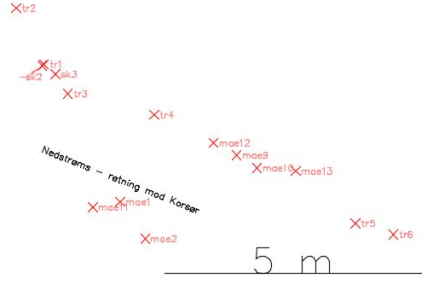 tr2
tr1
sk2
sk3
tr3
tr4
mae12
mae9
mae10
mae13
Nedstrøms – retning mod Korsør
mae11
mae1
mae2
tr5
tr6
5 m